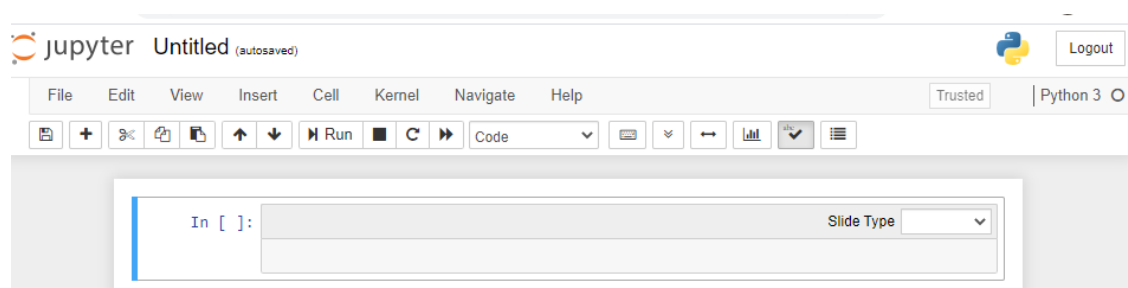 jupyter Untitled (autosaved) Logout
File Edit View Insert Cell Kernel Navigate Help Trusted Python 3
Run Code abc
In [ ]: Slide Type